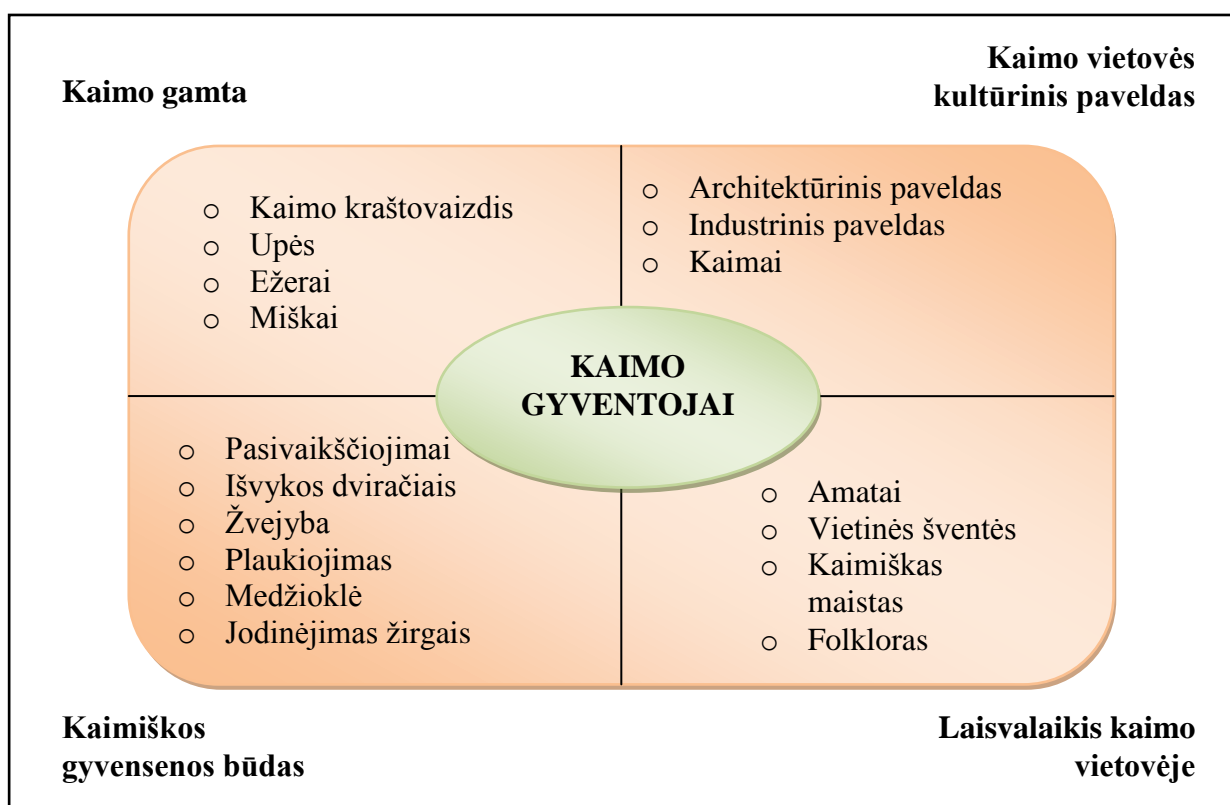 Kaimo gamta
Kaimo vietovės
kultūrinis paveldas
o Kaimo kraštovaizdis
o Upės
o Ežerai
o Miškai
o Architektūrinis paveldas
o Industrinis paveldas
o Kaimai
KAIMO
GYVENTOJAI
o Pasivaikščiojimai
o Išvykos dviračiais
o Žvejyba
o Plaukiojimas
o Medžioklė
o Jodinėjimas žirgais
o Amatai
o Vietinės šventės
o Kaimiškas
maistas
o Folkloras
Kaimiškos
gyvensenos būdas
Laisvalaikis kaimo
vietovėje